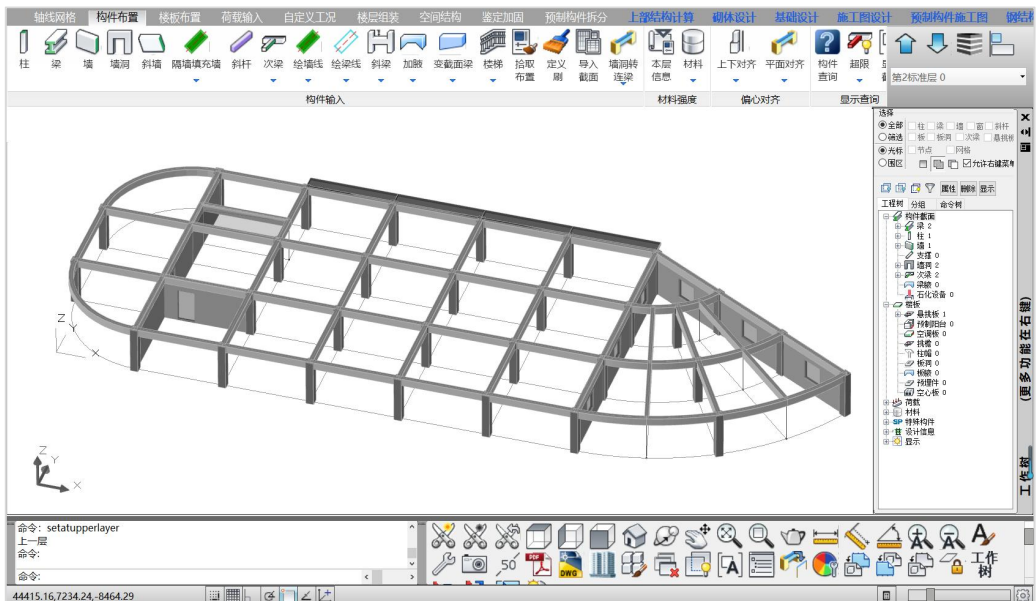 轴线网格 构件布置 楼板布置 荷载输入 自定义工况 楼层组装 空间结构 鉴定加固 预制构件拆分 上部结构计算 砌体设计 基础设计 施工图设计 预制构件施工图 钢结
柱 梁 墙 墙洞 斜墙 隔墙填充墙 斜杆 次梁 绘墙线 绘梁线 斜梁 加腋 变截面梁 楼梯 拾取布置 定义刷 导入截面 墙洞转连梁 本层信息 材料 上下对齐 平面对齐 构件查询 超限
第2标准层 0
构件输入 材料强度 偏心对齐 显示查询
选择
全部 柱 梁 墙 窗 斜杆
筛选 板 板洞 次梁 悬挑板
光标 节点 网格
围区 允许右键菜单
属性 删除 显示
工程树 分组 命令树
构件截面
梁 2
柱 1
墙 1
支撑 0
墙洞 2
次梁 2
梁腋 0
石化设备 0
楼板
悬挑板 1
预制阳台 0
空调板 0
挑檐 0
柱帽 0
板洞 0
板腋 0
预埋件 0
空心板 0
荷载
材料
SP 特殊构件
设计信息
显示
(更多功能在右键)
工作树
Z
Y
X
Z
Y
X
命令: setatupperlayer
上一层
命令:
命令:
,50 PDF DWG [A] A 工作树
44415.16,7234.24,-8464.29